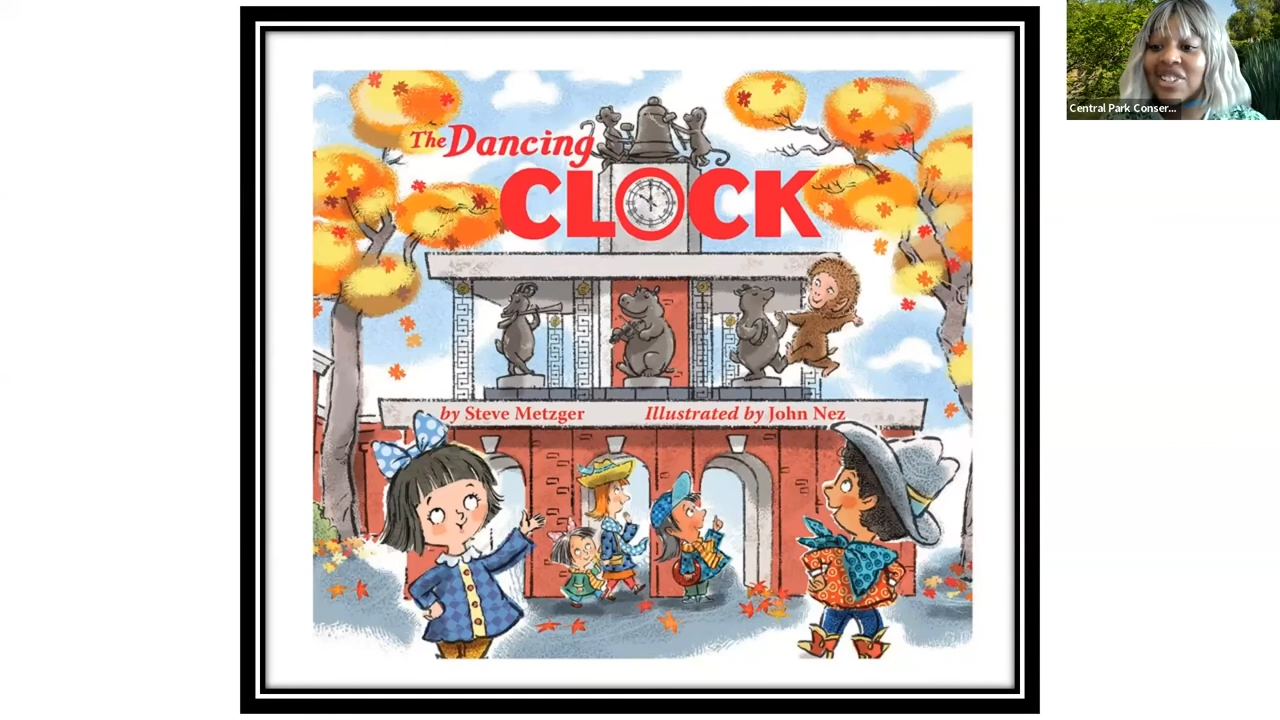 The Dancing
CLOCK
by Steve Metzger
Illustrated by John Nez
Central Park Conser...